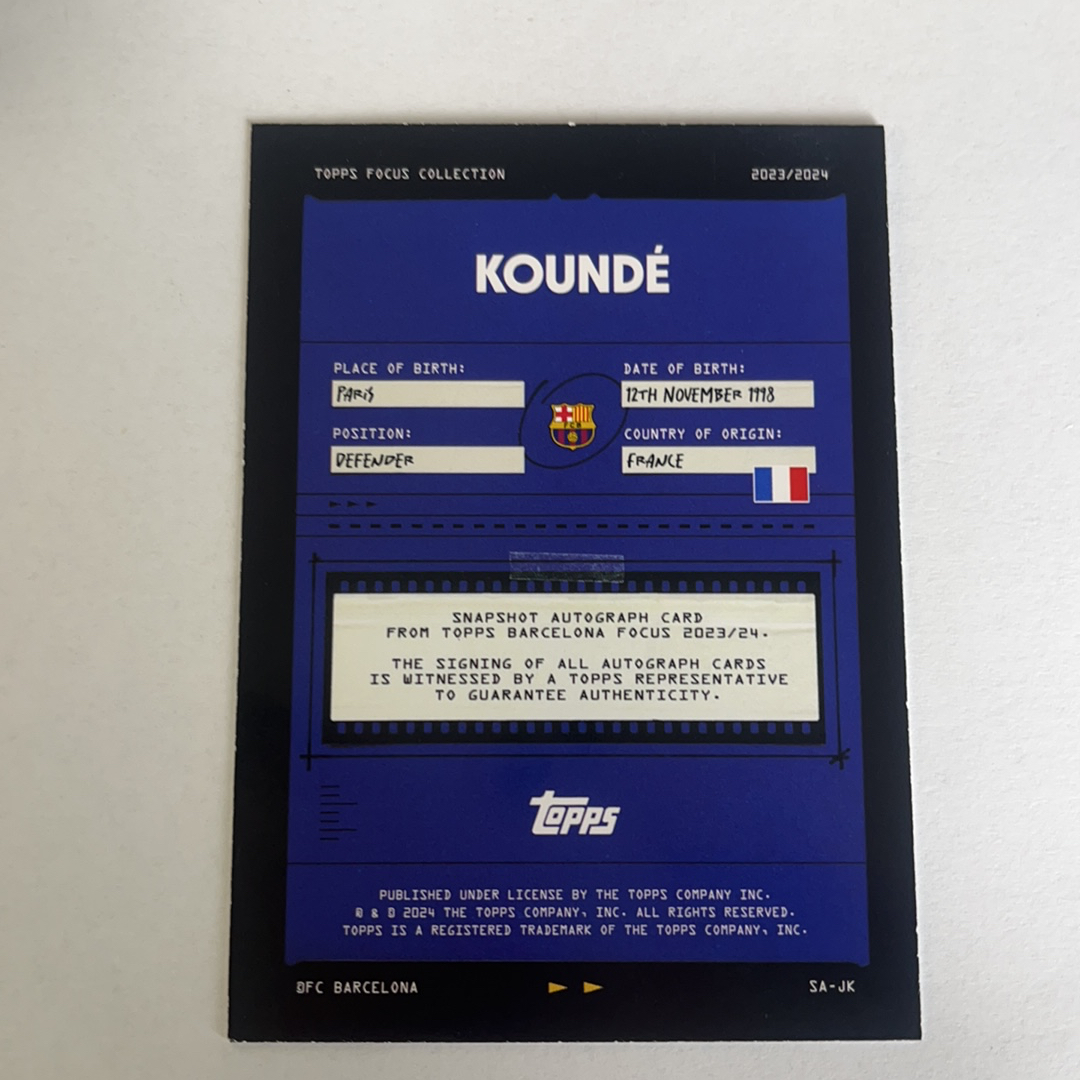 TOPPS FOCUS COLLECTION 2023/2024
KOUNDÉ
PLACE OF BIRTH: DATE OF BIRTH:
PARIS 12TH NOVEMBER 1998
FCB
POSITION: COUNTRY OF ORIGIN:
DEFENDER FRANCE
SNAPSHOT AUTOGRAPH CARD
FROM TOPPS BARCELONA FOCUS 2023/24.
THE SIGNING OF ALL AUTOGRAPH CARDS
IS WITNESSED BY A TOPPS REPRESENTATIVE
TO GUARANTEE AUTHENTICITY.
TOPPS
PUBLISHED UNDER LICENSE BY THE TOPPS COMPANY INC.
® & © 2024 THE TOPPS COMPANY, INC. ALL RIGHTS RESERVED.
TOPPS IS A REGISTERED TRADEMARK OF THE TOPPS COMPANY, INC.
©FC BARCELONA SA-JK